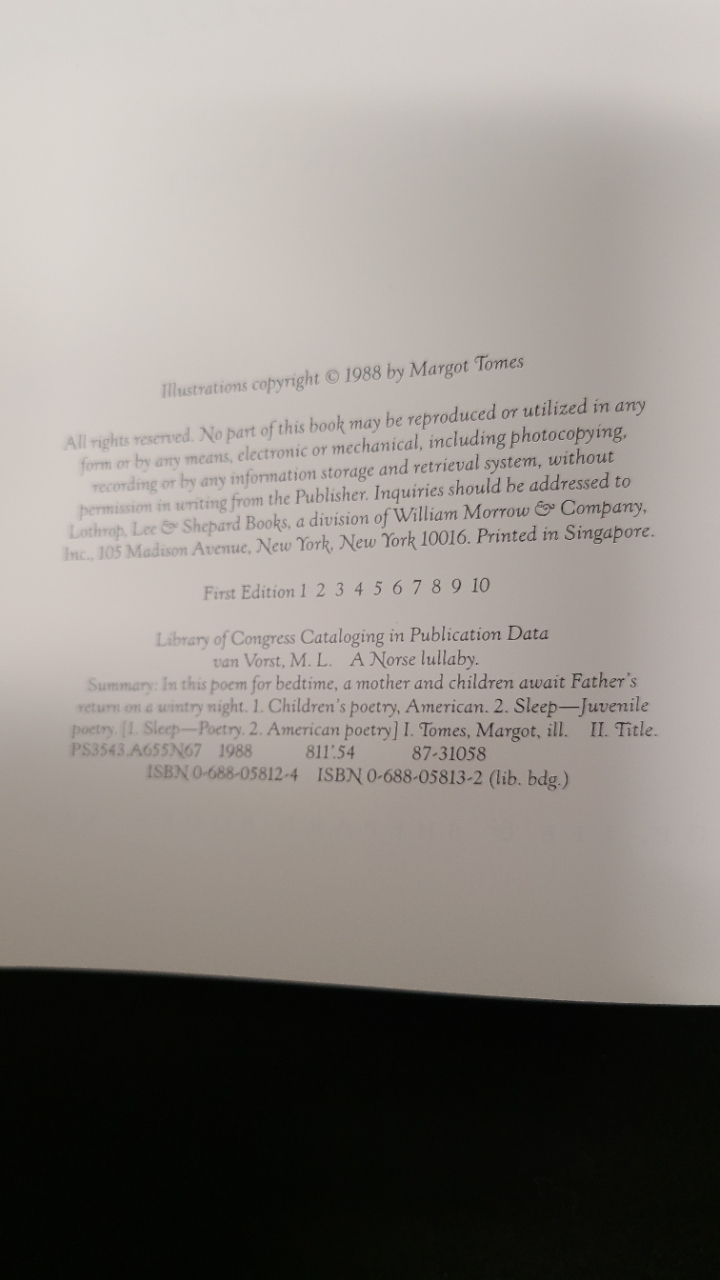 Illustrations copyright © 1988 by Margot Tomes
All rights reserved. No part of this book may be reproduced or utilized in any
form or by any means, electronic or mechanical, including photocopying,
recording or by any information storage and retrieval system, without
permission in writing from the Publisher. Inquiries should be addressed to
Lothrop, Lee & Shepard Books, a division of William Morrow & Company,
Inc., 105 Madison Avenue, New York, New York 10016. Printed in Singapore.
First Edition 1 2 3 4 5 6 7 8 9 10
Library of Congress Cataloging in Publication Data
van Vorst, M. L. A Norse lullaby.
Summary: In this poem for bedtime, a mother and children await Father's
return on a wintry night. 1. Children's poetry, American. 2. Sleep—Juvenile
poetry. [1. Sleep—Poetry. 2. American poetry] I. Tomes, Margot, ill. II. Title.
PS3543.A655N67 1988 811'.54 87-31058
ISBN 0-688-05812-4 ISBN 0-688-05813-2 (lib. bdg.)